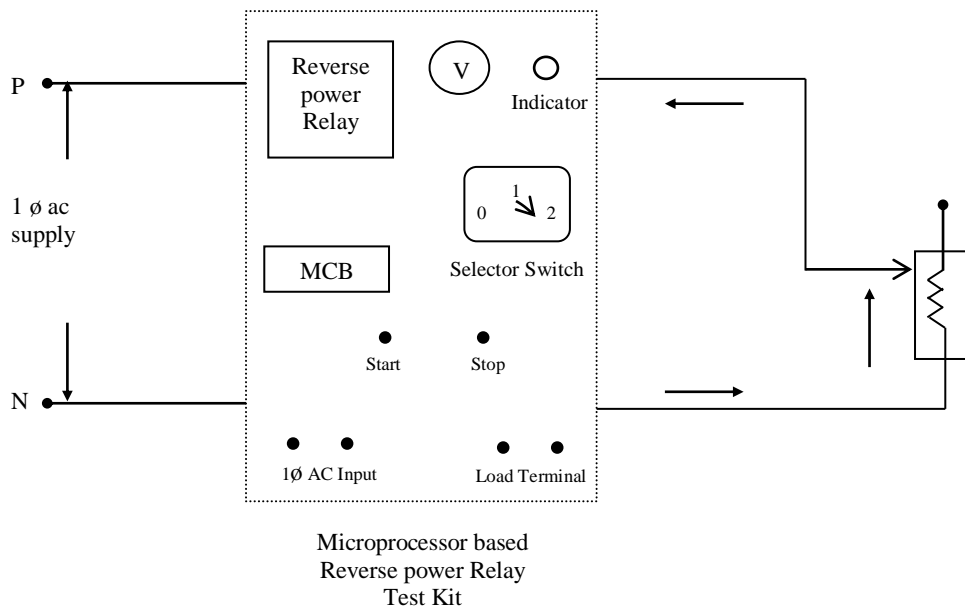 P
Reverse
power
Relay
V
Indicator
1 ø ac
supply
0
1
2
MCB
Selector Switch
Start
Stop
N
1Ø AC Input
Load Terminal
Microprocessor based
Reverse power Relay
Test Kit